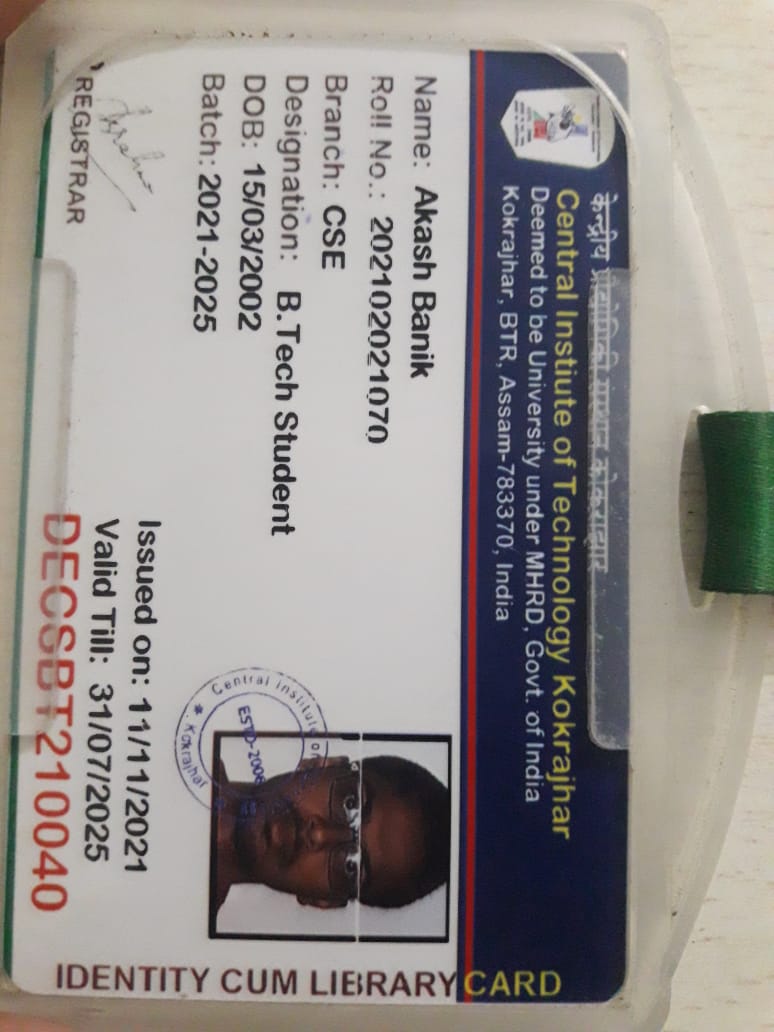 केन्द्रीय प्रौद्योगिकी संस्थान कोकराझार
Central Instiute of Technology Kokrajhar
Deemed to be University under MHRD, Govt. of India
Kokrajhar, BTR, Assam-783370, India
Name: Akash Banik
Roll No.: 202102021070
Branch: CSE
Designation: B.Tech Student
DOB: 15/03/2002
Batch: 2021-2025
REGISTRAR
Issued on: 11/11/2021
Valid Till: 31/07/2025
DECSBT210040
Central Institute of
Kokrajhar
ESTD-2006
IDENTITY CUM LIBRARY CARD